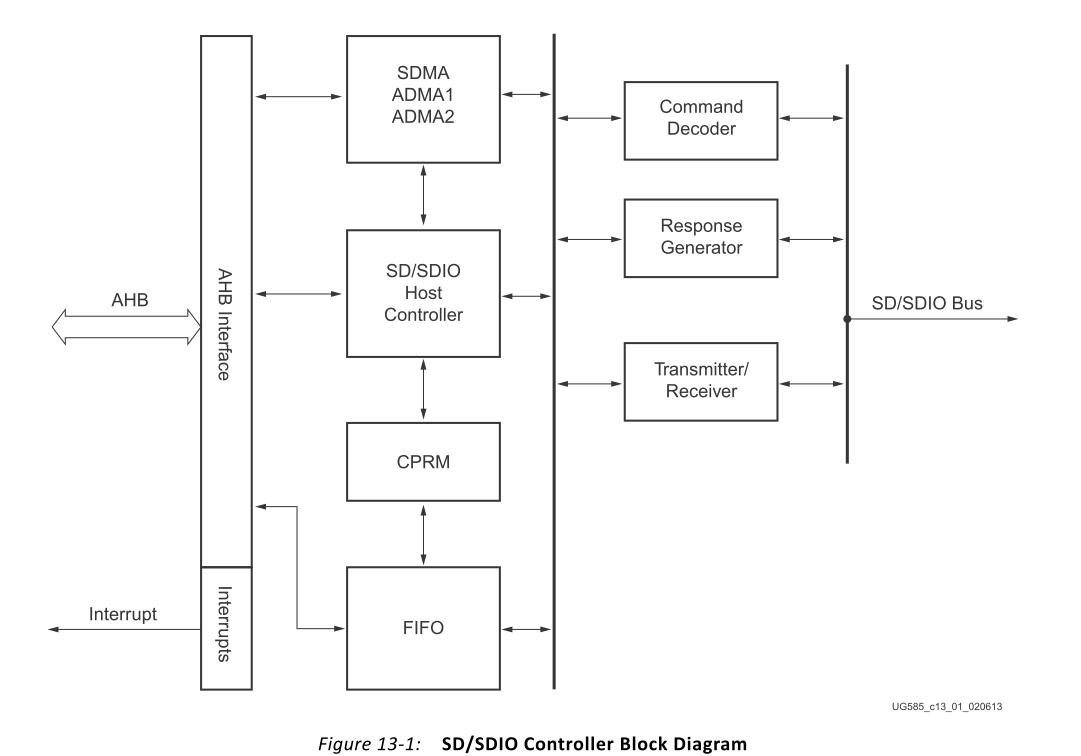 SDMA
ADMA1
ADMA2
Command
Decoder
Response
Generator
SD/SDIO
Host
Controller
AHB
AHB Interface
SD/SDIO Bus
Transmitter/
Receiver
CPRM
Interrupt
Interrupts
FIFO
UG585_c13_01_020613
Figure 13-1: SD/SDIO Controller Block Diagram